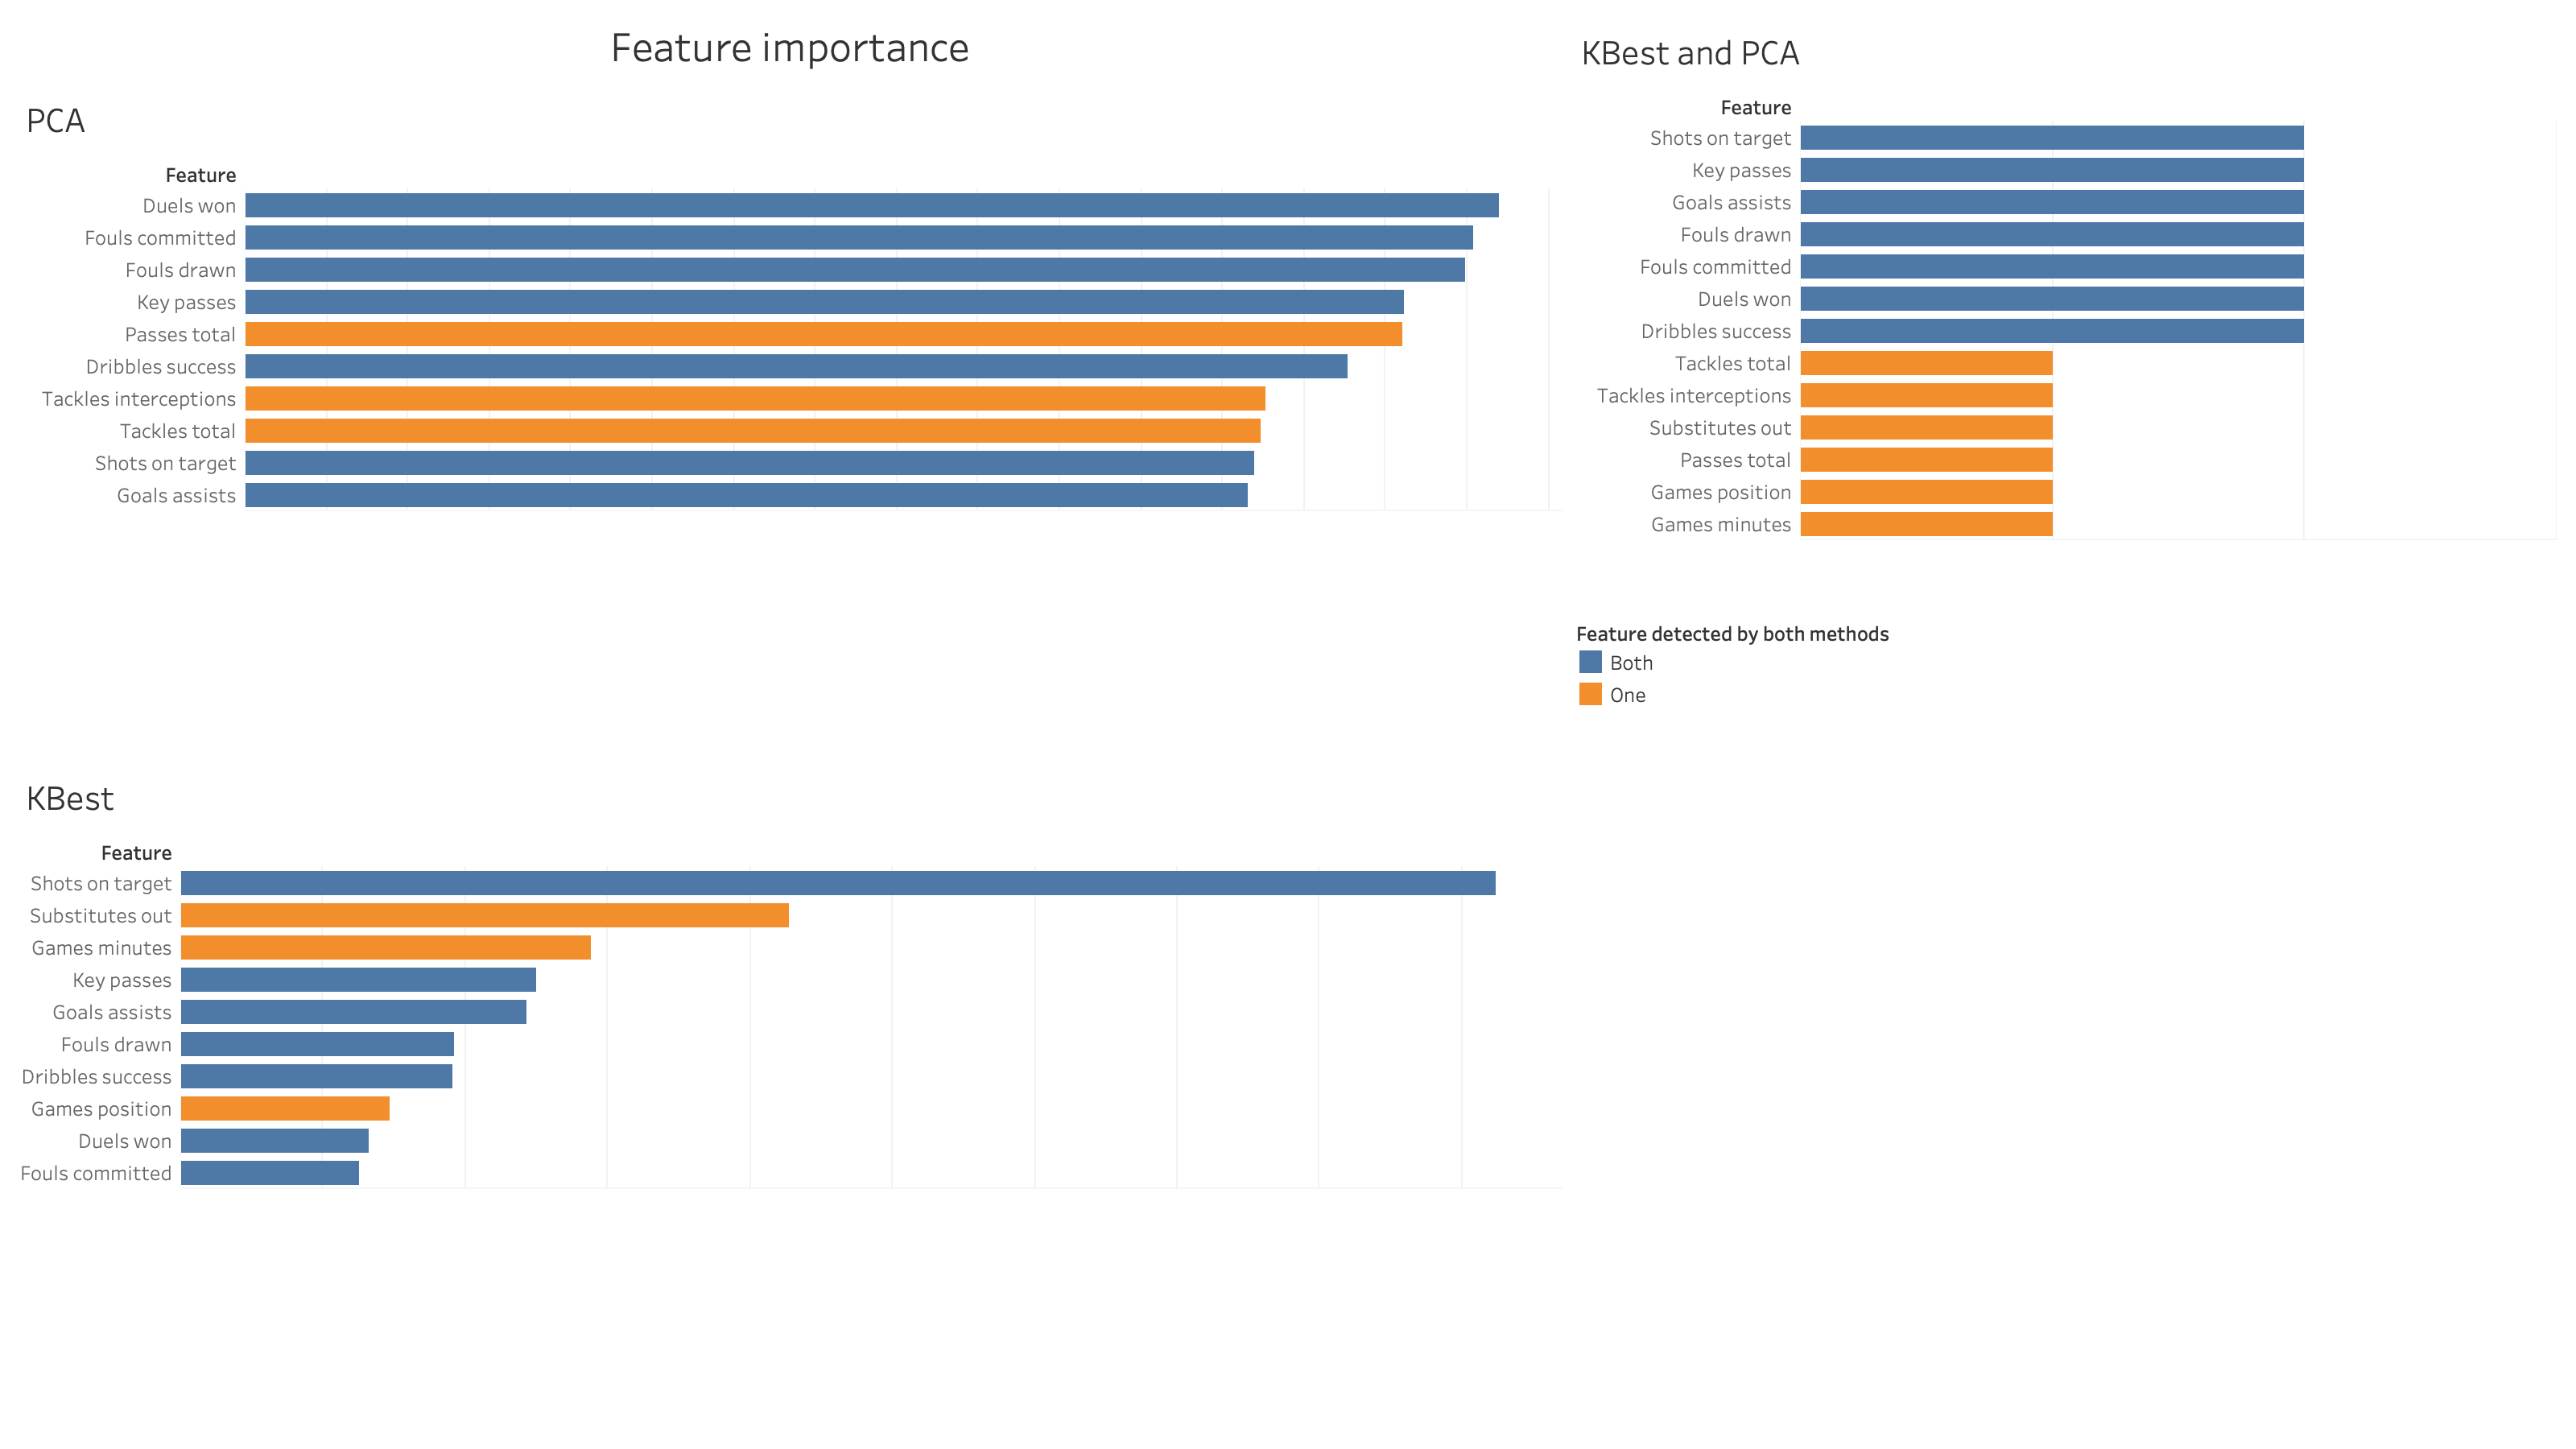 Feature importance
PCA
Feature
Duels won
Fouls committed
Fouls drawn
Key passes
Passes total
Dribbles success
Tackles interceptions
Tackles total
Shots on target
Goals assists
KBest and PCA
Feature
Shots on target
Key passes
Goals assists
Fouls drawn
Fouls committed
Duels won
Dribbles success
Tackles total
Tackles interceptions
Substitutes out
Passes total
Games position
Games minutes
Feature detected by both methods
Both
One
KBest
Feature
Shots on target
Substitutes out
Games minutes
Key passes
Goals assists
Fouls drawn
Dribbles success
Games position
Duels won
Fouls committed